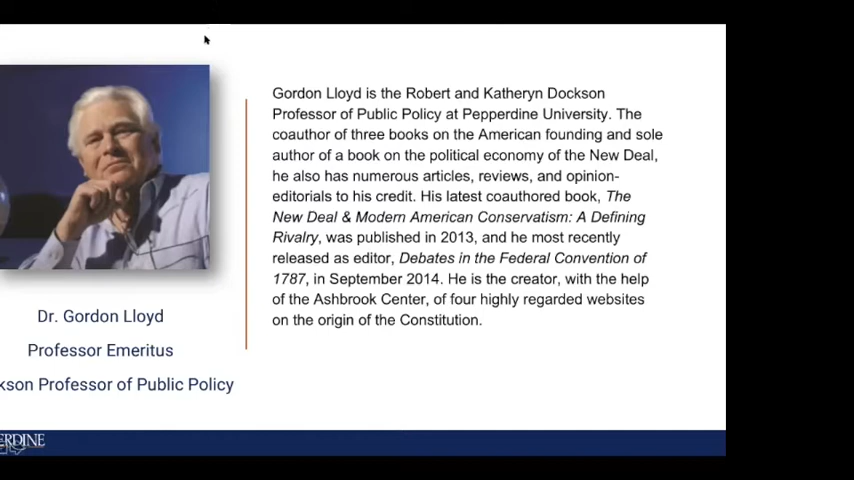 Gordon Lloyd is the Robert and Katheryn Dockson
Professor of Public Policy at Pepperdine University. The
coauthor of three books on the American founding and sole
author of a book on the political economy of the New Deal,
he also has numerous articles, reviews, and opinion-
editorials to his credit. His latest coauthored book, The
New Deal & Modern American Conservatism: A Defining
Rivalry, was published in 2013, and he most recently
released as editor, Debates in the Federal Convention of
1787, in September 2014. He is the creator, with the help
of the Ashbrook Center, of four highly regarded websites
on the origin of the Constitution.
Dr. Gordon Lloyd
Professor Emeritus
kson Professor of Public Policy
ERDINE